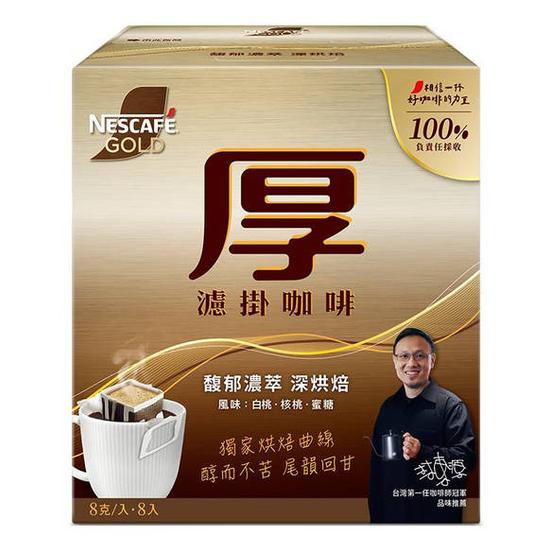 馥郁濃萃 深烘焙
NESCAFÉ
GOLD
相信一杯
好咖啡的力量
100%
負責任採收
厚
濾掛咖啡
馥郁濃萃 深烘焙
風味：白桃·核桃·蜜糖
獨家烘焙曲線
醇而不苦 尾韻回甘
台灣第一任咖啡師冠軍
品味推薦
8克/入·8入